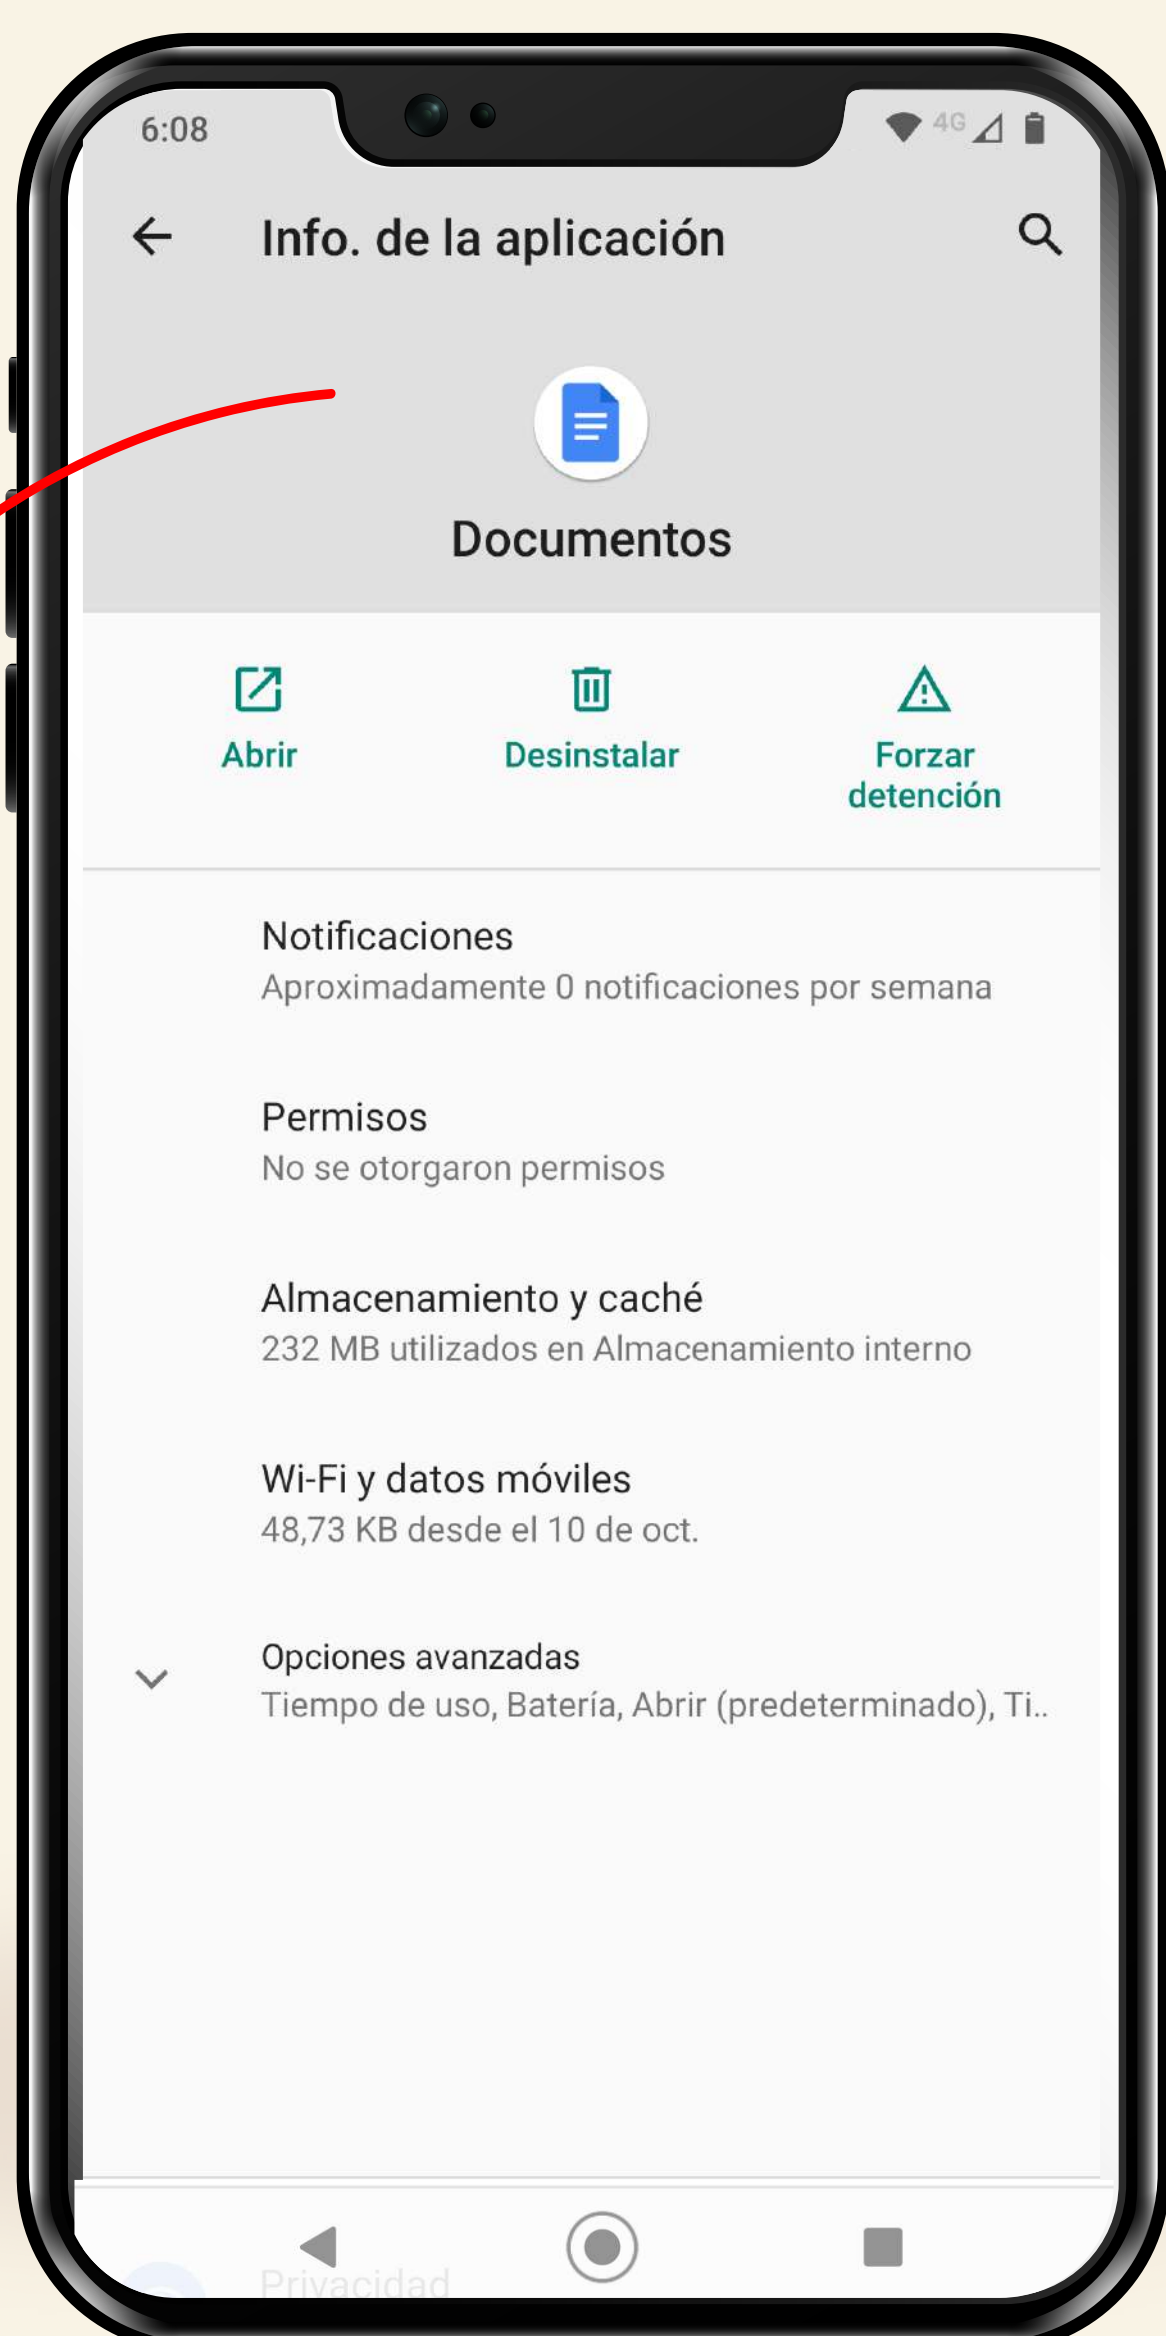 6:08
4G
Info. de la aplicación
Documentos
Abrir
Desinstalar
Forzar
detención
Notificaciones
Aproximadamente 0 notificaciones por semana
Permisos
No se otorgaron permisos
Almacenamiento y caché
232 MB utilizados en Almacenamiento interno
Wi-Fi y datos móviles
48,73 KB desde el 10 de oct.
Opciones avanzadas
Tiempo de uso, Batería, Abrir (predeterminado), Ti..
Privacidad